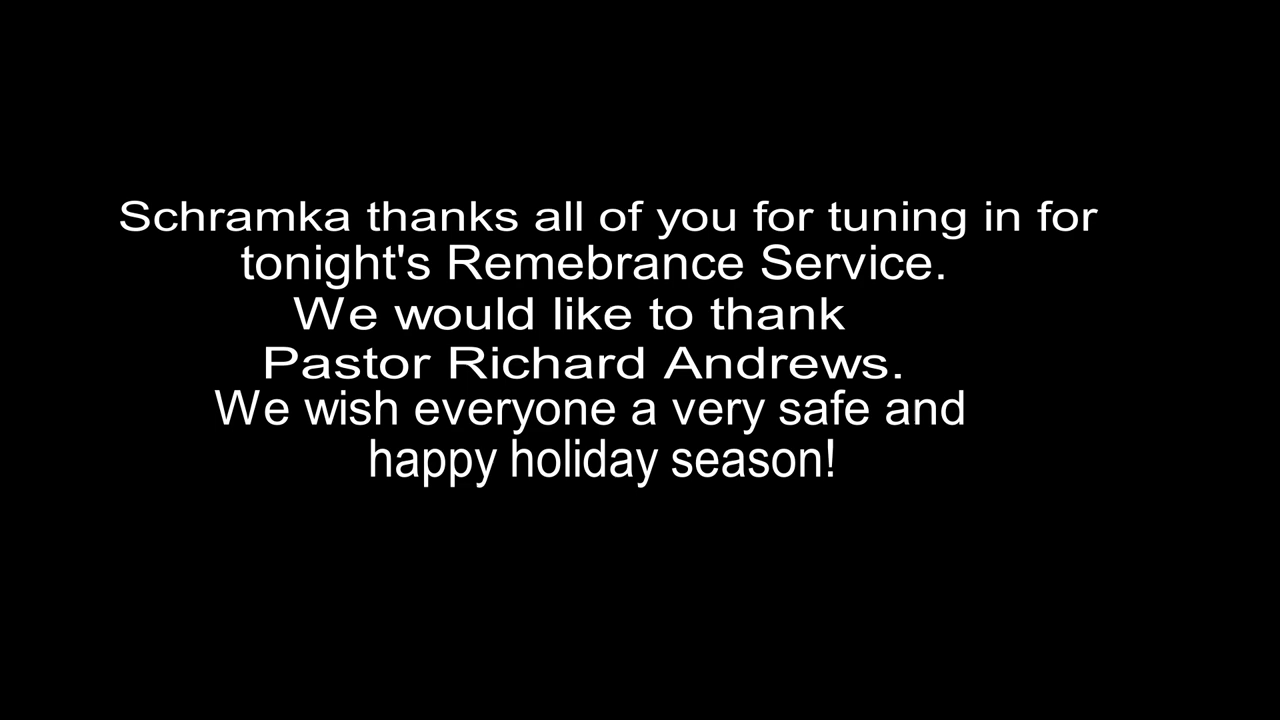 Schramka thanks all of you for tuning in for
tonight's Remebrance Service.
We would like to thank
Pastor Richard Andrews.
We wish everyone a very safe and
happy holiday season!